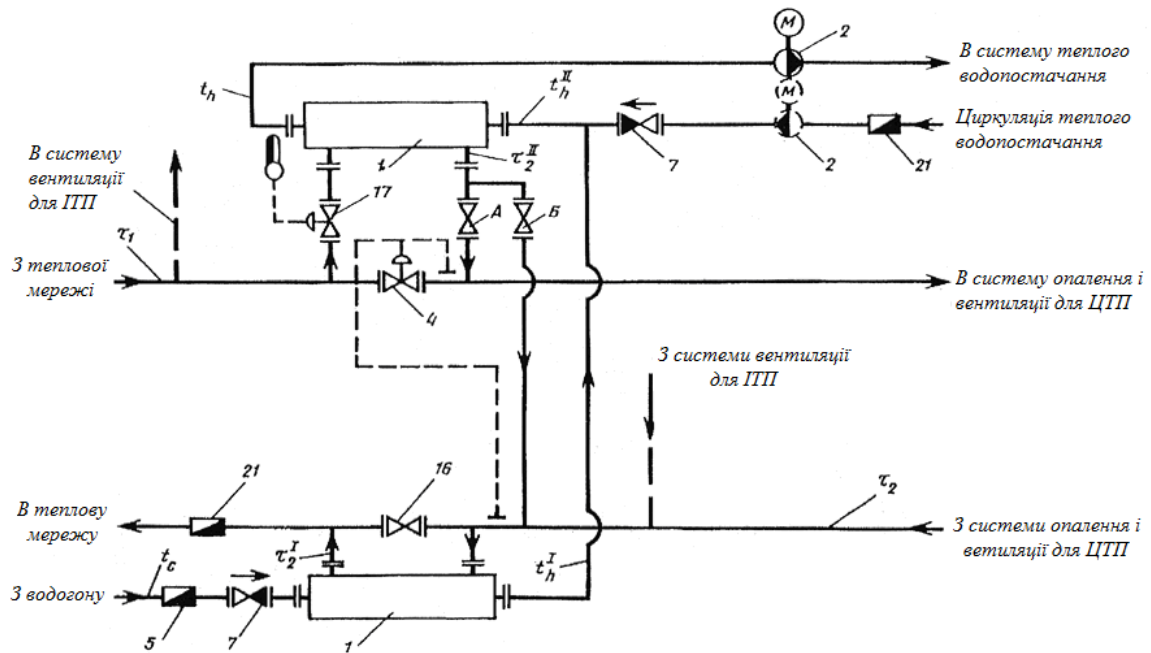 М
2
В систему теплого
водопостачання
t_h
t_h^II
М
Циркуляція теплого
водопостачання
1
τ_2^II
7
2
21
В систему
вентиляції
для ІТП
17
А
Б
τ_1
З теплової
мережі
4
В систему опалення і
вентиляції для ЦТП
З системи вентиляції
для ІТП
21
16
τ_2
В теплову
мережу
З системи опалення і
ветиляції для ЦТП
τ_2^I
t_h^I
t_c
З водогону
5
7
1